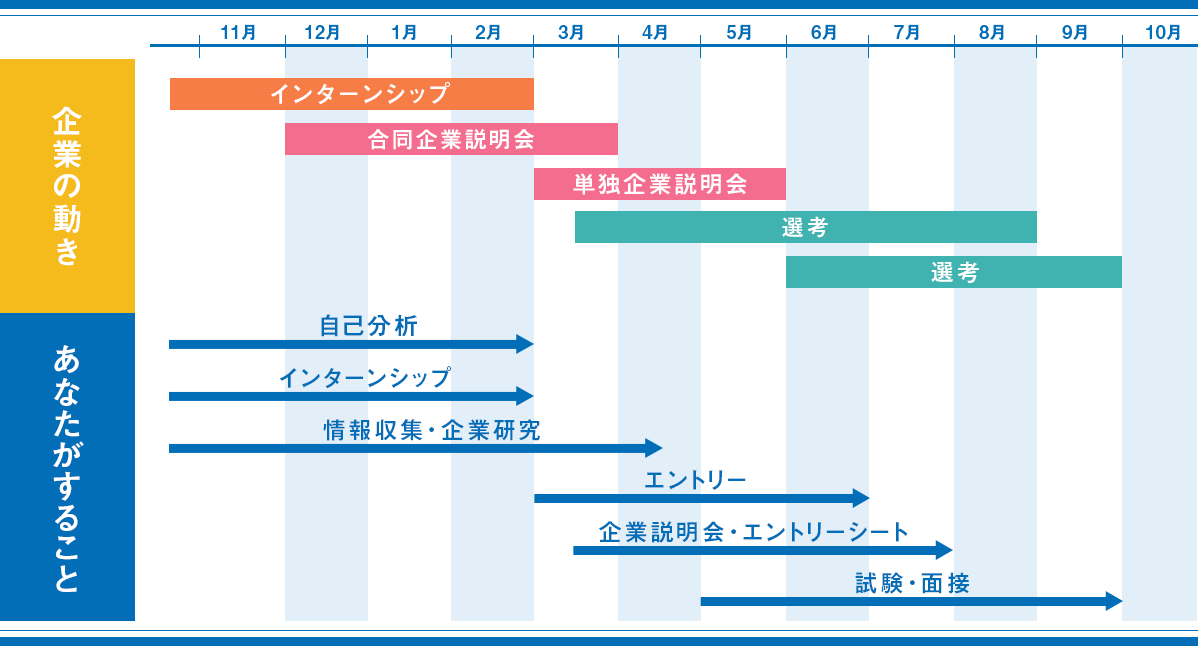 11月 12月 1月 2月 3月 4月 5月 6月 7月 8月 9月 10月
企業の動き
インターンシップ
合同企業説明会
単独企業説明会
選考
選考
あなたがすること
自己分析
インターンシップ
情報収集・企業研究
エントリー
企業説明会・エントリーシート
試験・面接